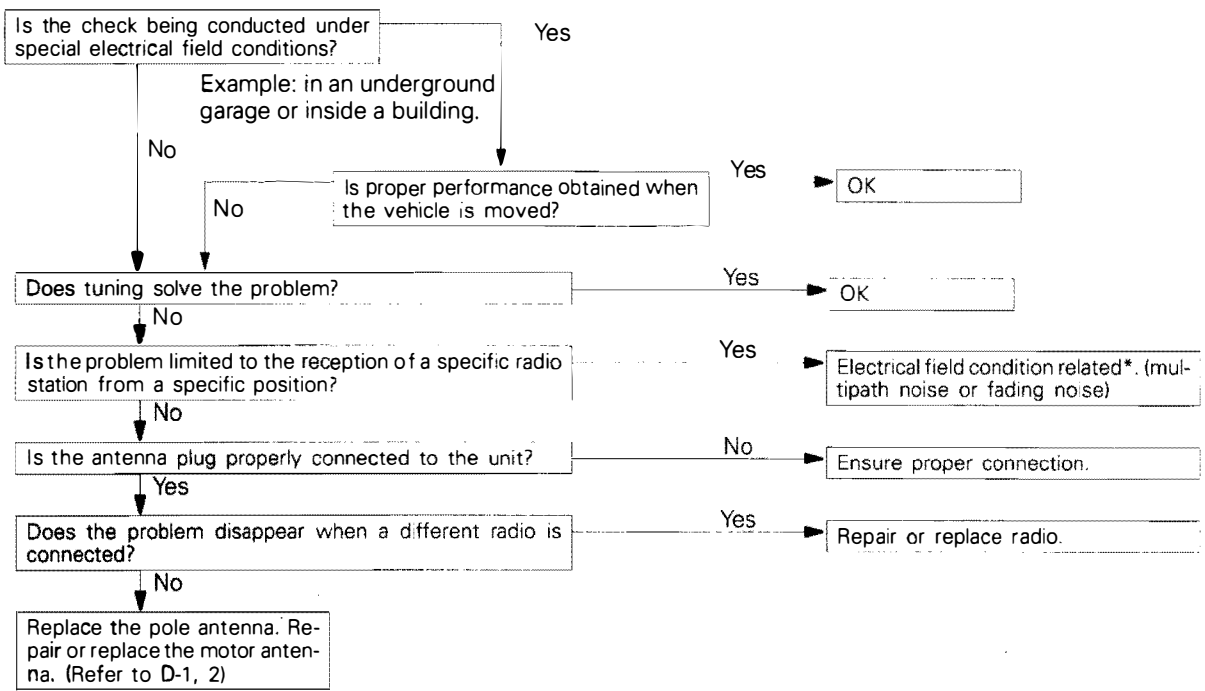 Is the check being conducted under
special electrical field conditions?
Yes
Example: in an underground
garage or inside a building.
No
Is proper performance obtained when
the vehicle is moved?
Yes
OK
No
Does tuning solve the problem?
Yes
OK
No
Is the problem limited to the reception of a specific radio
station from a specific position?
Yes
Electrical field condition related*. (mul-
tipath noise or fading noise)
No
Is the antenna plug properly connected to the unit?
No
Ensure proper connection.
Yes
Does the problem disappear when a different radio is
connected?
Yes
Repair or replace radio.
No
Replace the pole antenna. Re-
pair or replace the motor anten-
na. (Refer to D-1, 2)